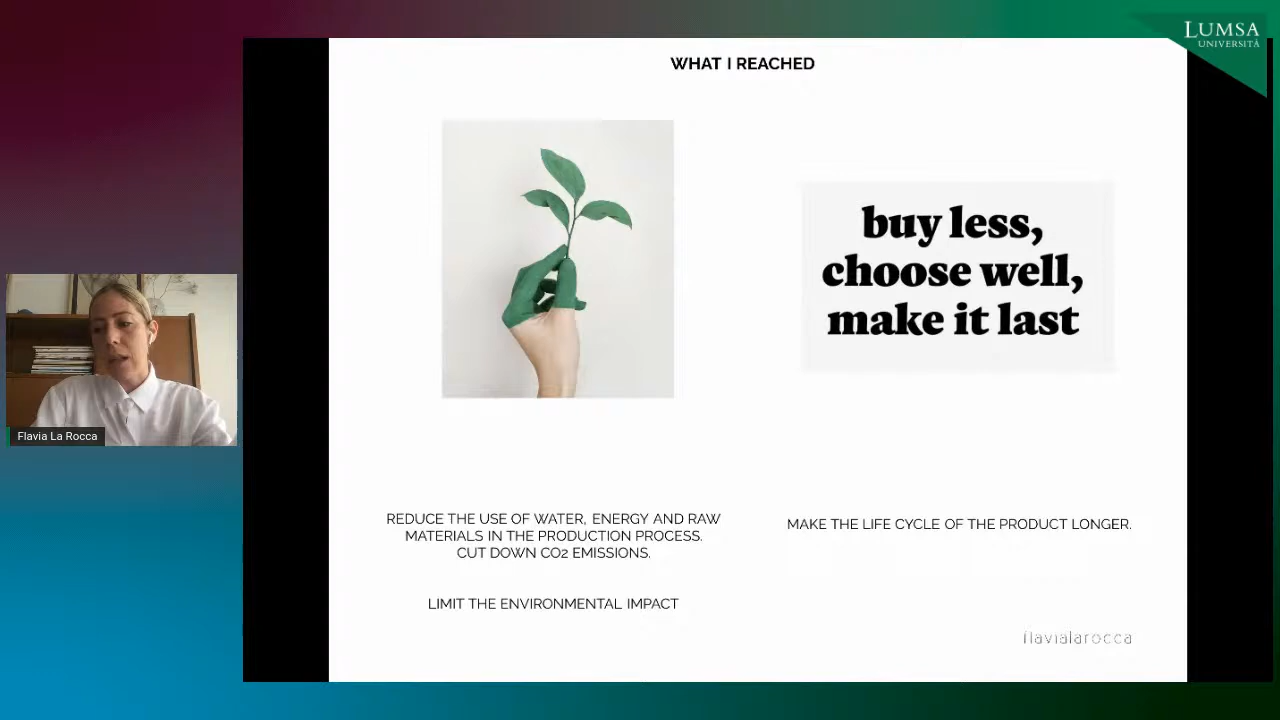 LUMSA
UNIVERSITÀ
WHAT I REACHED
buy less,
choose well,
make it last
Flavia La Rocca
REDUCE THE USE OF WATER, ENERGY AND RAW
MATERIALS IN THE PRODUCTION PROCESS.
CUT DOWN CO2 EMISSIONS.
LIMIT THE ENVIRONMENTAL IMPACT
MAKE THE LIFE CYCLE OF THE PRODUCT LONGER.
flavialarocca